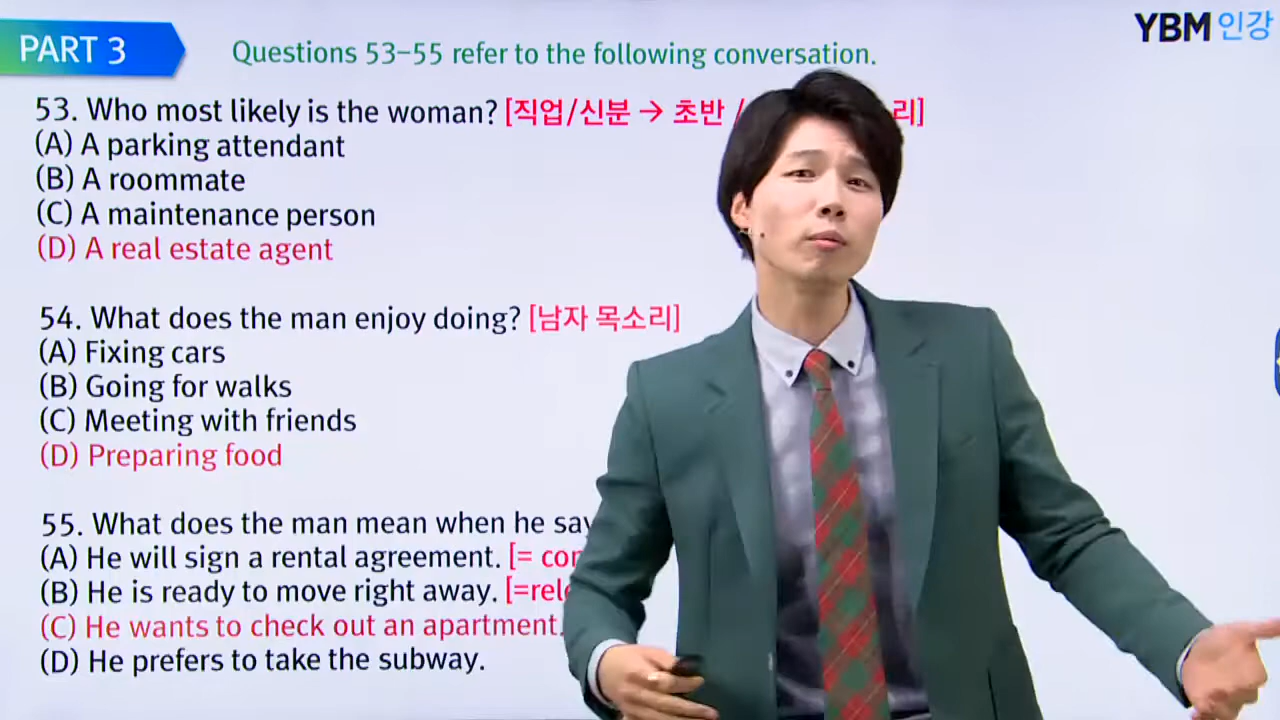 YBM 인강
PART 3
Questions 53–55 refer to the following conversation.
53. Who most likely is the woman? [직업/신분 → 초반 / 리]
(A) A parking attendant
(B) A roommate
(C) A maintenance person
(D) A real estate agent
54. What does the man enjoy doing? [남자 목소리]
(A) Fixing cars
(B) Going for walks
(C) Meeting with friends
(D) Preparing food
55. What does the man mean when he say
(A) He will sign a rental agreement. [=
(B) He is ready to move right away. [=
(C) He wants to check out an apartment.
(D) He prefers to take the subway.